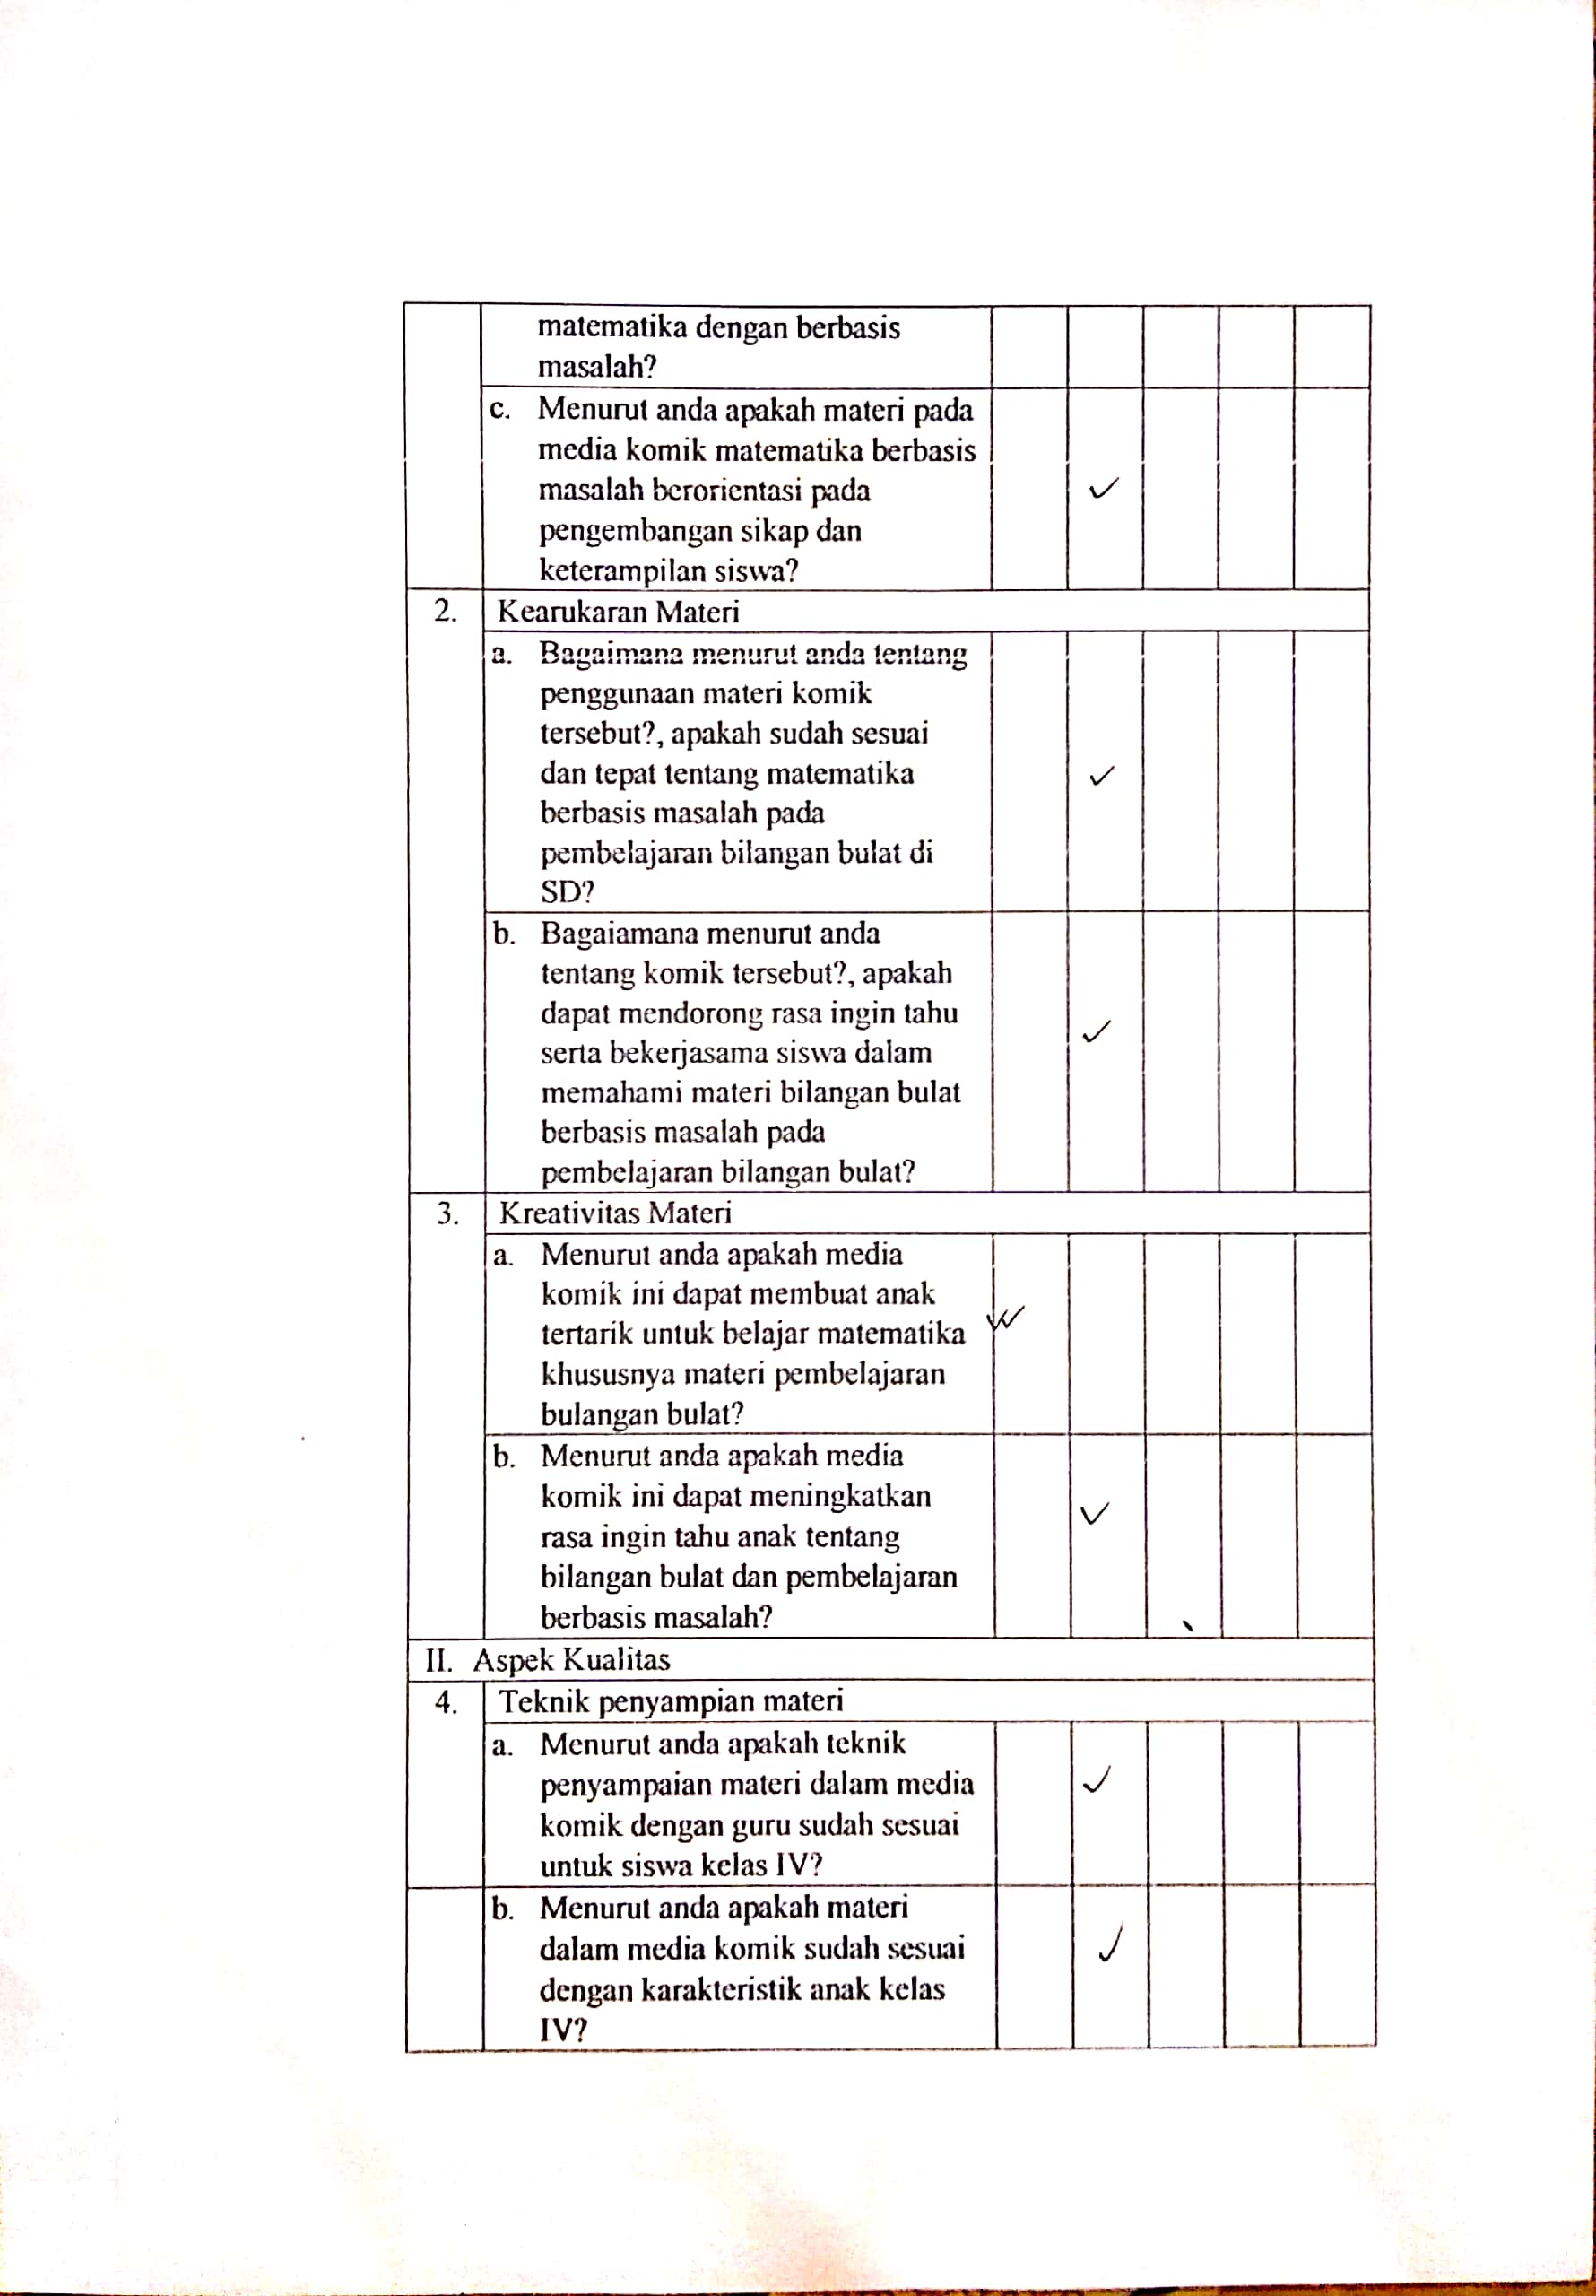 matematika dengan berbasis
masalah?
c. Menurut anda apakah materi pada
media komik matematika berbasis
masalah berorientasi pada
pengembangan sikap dan
keterampilan siswa?
2. Kearukaran Materi
a. Bagaimana menurut anda tentang
penggunaan materi komik
tersebut?, apakah sudah sesuai
dan tepat tentang matematika
berbasis masalah pada
pembelajaran bilangan bulat di
SD?
b. Bagaiamana menurut anda
tentang komik tersebut?, apakah
dapat mendorong rasa ingin tahu
serta bekerjasama siswa dalam
memahami materi bilangan bulat
berbasis masalah pada
pembelajaran bilangan bulat?
3. Kreativitas Materi
a. Menurut anda apakah media
komik ini dapat membuat anak
tertarik untuk belajar matematika
khususnya materi pembelajaran
bulangan bulat?
b. Menurut anda apakah media
komik ini dapat meningkatkan
rasa ingin tahu anak tentang
bilangan bulat dan pembelajaran
berbasis masalah?
II. Aspek Kualitas
4. Teknik penyampian materi
a. Menurut anda apakah teknik
penyampaian materi dalam media
komik dengan guru sudah sesuai
untuk siswa kelas IV?
b. Menurut anda apakah materi
dalam media komik sudah sesuai
dengan karakteristik anak kelas
IV?